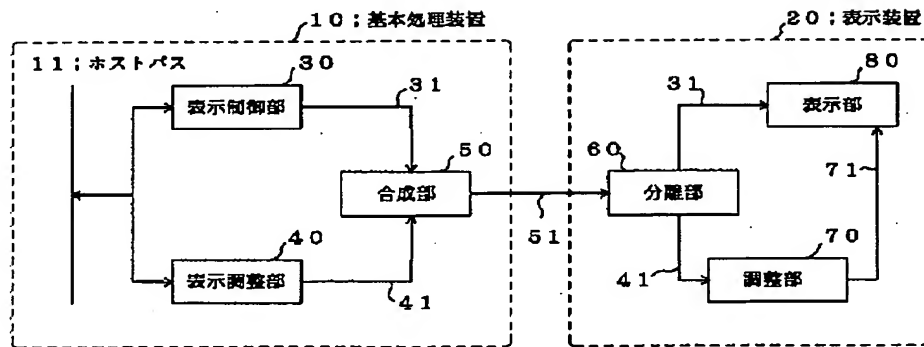 10；基本処理装置
20；表示装置
11；ホストパス
30
表示制御部
31
50
合成部
40
表示調整部
41
51
60
分離部
31
80
表示部
71
41
70
調整部